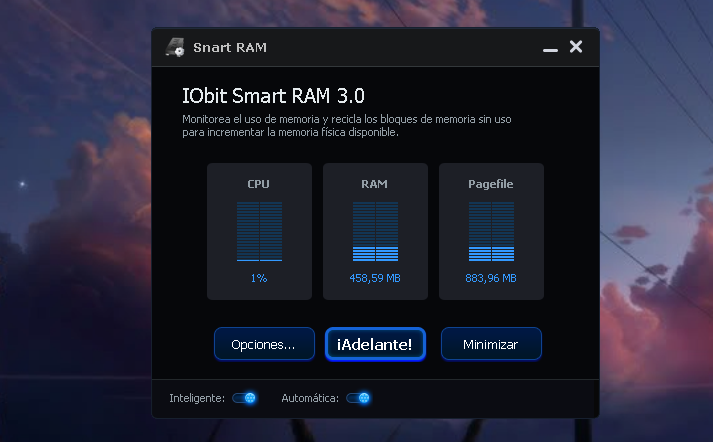 Snart RAM
IObit Smart RAM 3.0
Monitorea el uso de memoria y recicla los bloques de memoria sin uso
para incrementar la memoria física disponible.
CPU
RAM
Pagefile
1%
458,59 MB
883,96 MB
Opciones...
¡Adelante!
Minimizar
Inteligente:
Automática: